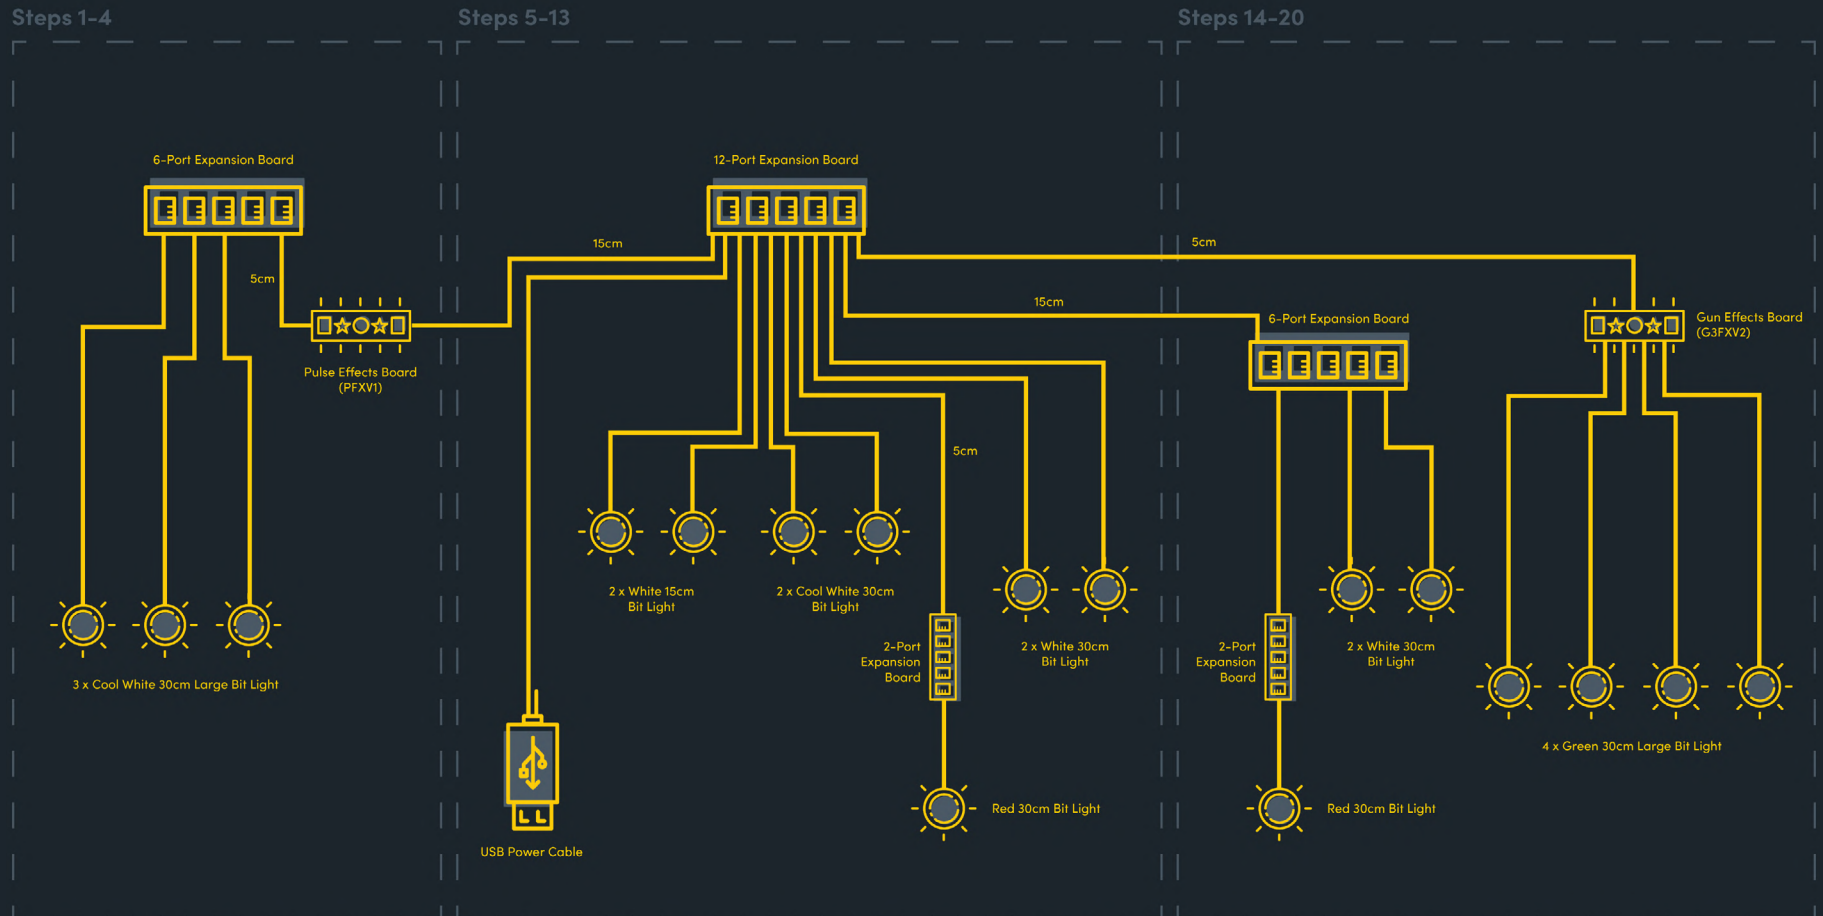 Steps 1-4
Steps 5-13
Steps 14-20
6-Port Expansion Board
12-Port Expansion Board
15cm
5cm
5cm
15cm
6-Port Expansion Board
Gun Effects Board
(G3FXV2)
Pulse Effects Board
(PFXV1)
5cm
2 x White 15cm
Bit Light
2 x Cool White 30cm
Bit Light
2-Port
Expansion
Board
2 x White 30cm
Bit Light
2-Port
Expansion
Board
2 x White 30cm
Bit Light
3 x Cool White 30cm Large Bit Light
4 x Green 30cm Large Bit Light
Red 30cm Bit Light
Red 30cm Bit Light
USB Power Cable